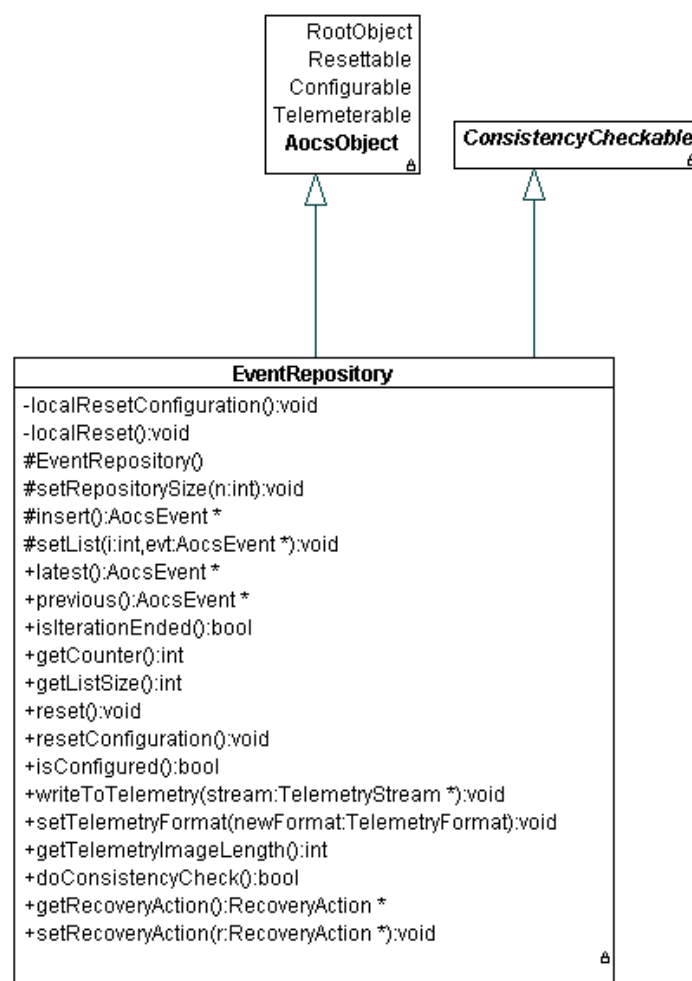 RootObject
Resettable
Configurable
Telemeterable
AocsObject
ConsistencyCheckable
EventRepository
-localResetConfiguration():void
-localReset():void
#EventRepository()
#setRepositorySize(n:int):void
#insert():AocsEvent *
#setList(i:int,evt:AocsEvent *):void
+latest():AocsEvent *
+previous():AocsEvent *
+isIterationEnded():bool
+getCounter():int
+getListSize():int
+reset():void
+resetConfiguration():void
+isConfigured():bool
+writeToTelemetry(stream:TelemetryStream *):void
+setTelemetryFormat(newFormat:TelemetryFormat):void
+getTelemetryImageLength():int
+doConsistencyCheck():bool
+getRecoveryAction():RecoveryAction *
+setRecoveryAction(r:RecoveryAction *):void